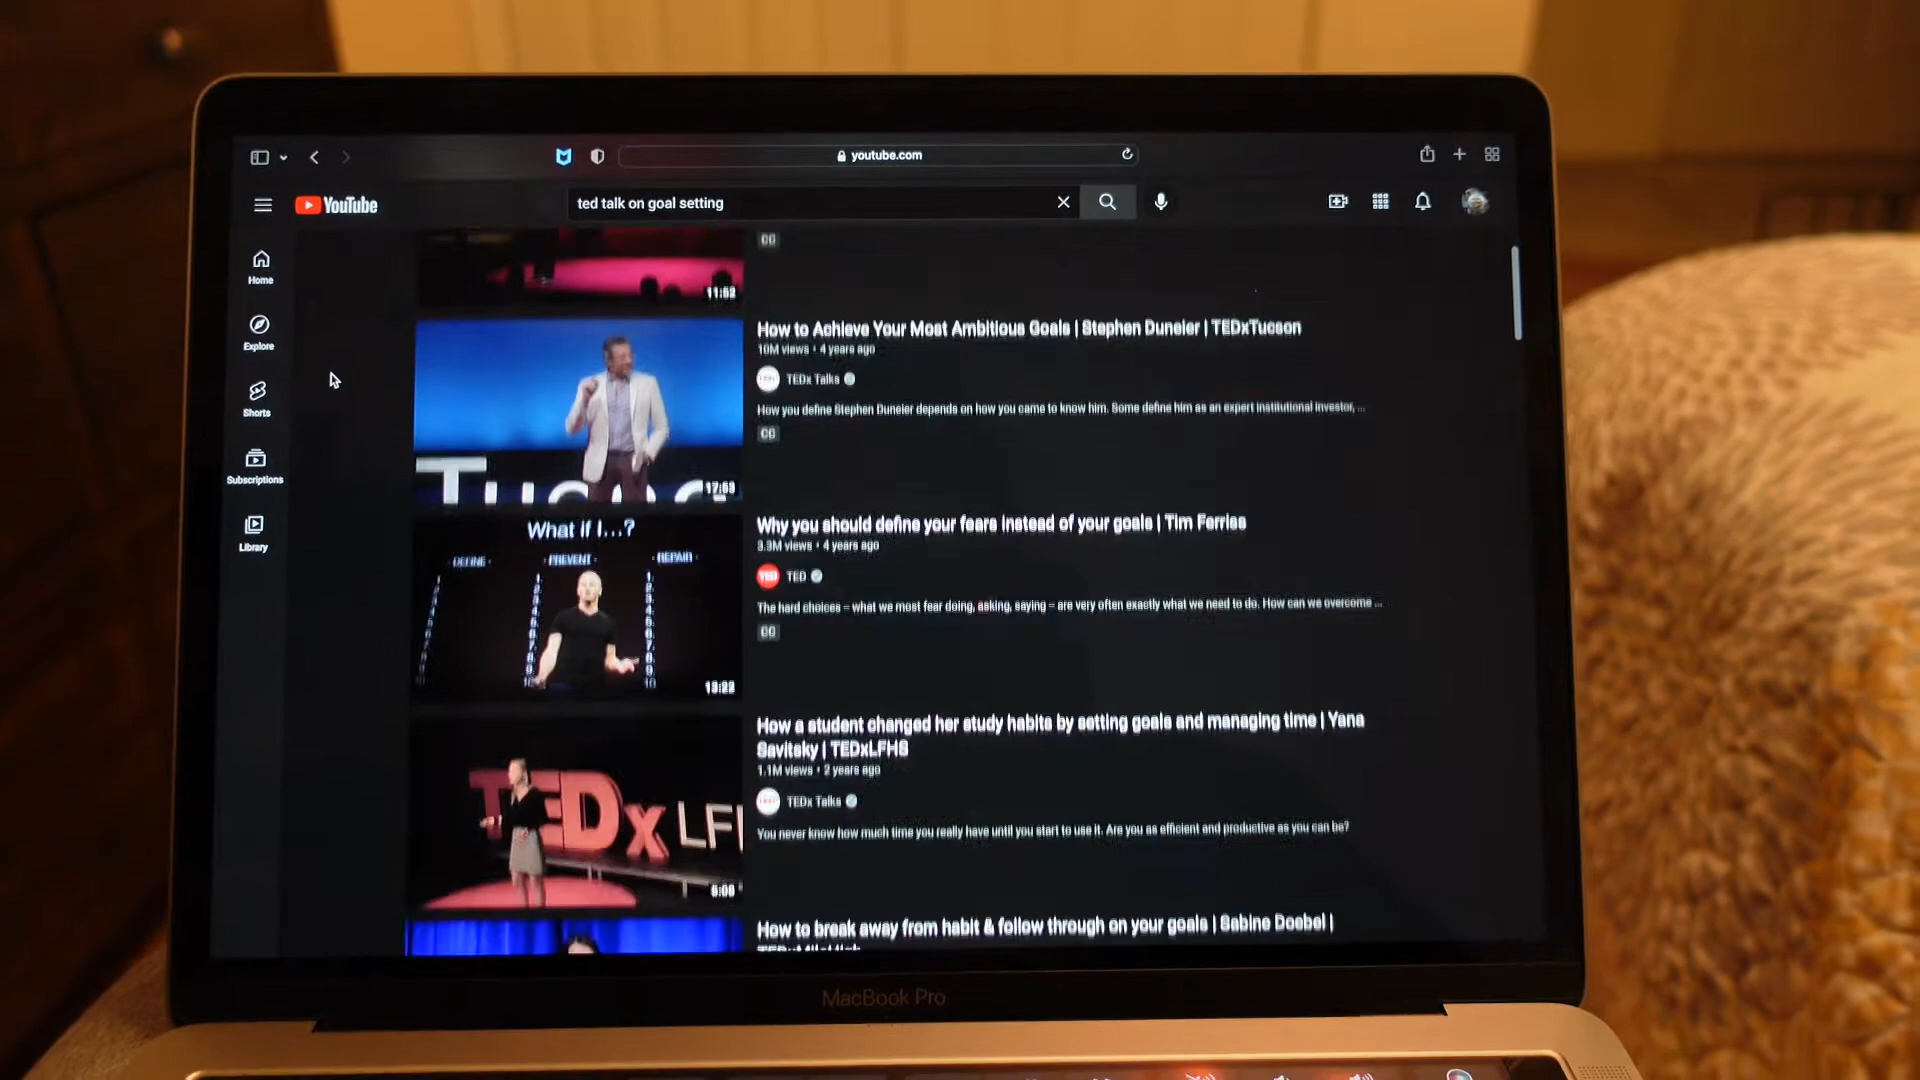 youtube.com
YouTube
ted talk on goal setting
Home
Explore
Shorts
Subscriptions
Library
CC
11:52
How to Achieve Your Most Ambitious Goals | Stephen Duneier | TEDxTucson
10M views • 4 years ago
TEDx Talks
How you define Stephen Duneier depends on how you came to know him. Some define him as an expert institutional investor, ...
CC
17:53
What if I...?
DEFINE
PREVENT
REPAIR
13:22
Why you should define your fears instead of your goals | Tim Ferriss
3.3M views • 4 years ago
TED
TED
The hard choices – what we most fear doing, asking, saying – are very often exactly what we need to do. How can we overcome ...
CC
TEDx LF
How a student changed her study habits by setting goals and managing time | Yana
Savitsky | TEDxLFHS
1.1M views • 2 years ago
TEDx Talks
You never know how much time you really have until you start to use it. Are you as efficient and productive as you can be?
How to break away from habit & follow through on your goals | Sabine Doebel |
MacBook Pro